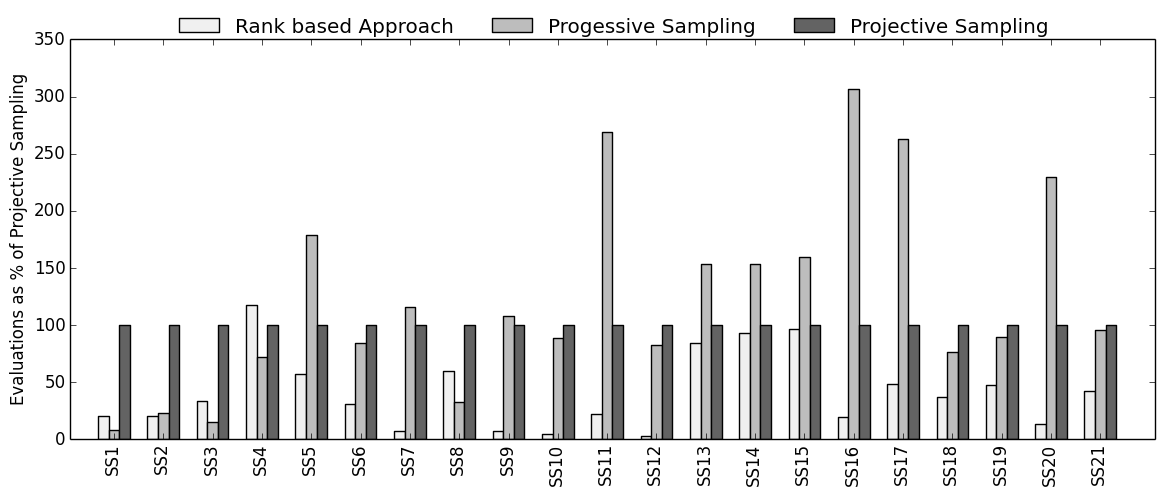 Rank based Approach Progessive Sampling Projective Sampling
Evaluations as % of Projective Sampling
350
300
250
200
150
100
50
0
SS1 SS2 SS3 SS4 SS5 SS6 SS7 SS8 SS9 SS10 SS11 SS12 SS13 SS14 SS15 SS16 SS17 SS18 SS19 SS20 SS21